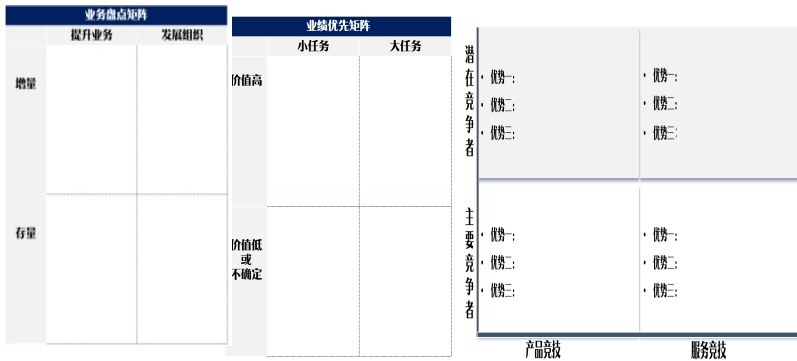 业务盘点矩阵
提升业务 发展组织
增量
存量
业绩优先矩阵
小任务 大任务
价值高
价值低
或
不确定
潜在竞争者
• 优势一: • 优势一:
• 优势二: • 优势二:
• 优势三: • 优势三:
主要竞争者
• 优势一: • 优势一:
• 优势二: • 优势二:
• 优势三: • 优势三:
产品竞技 服务竞技